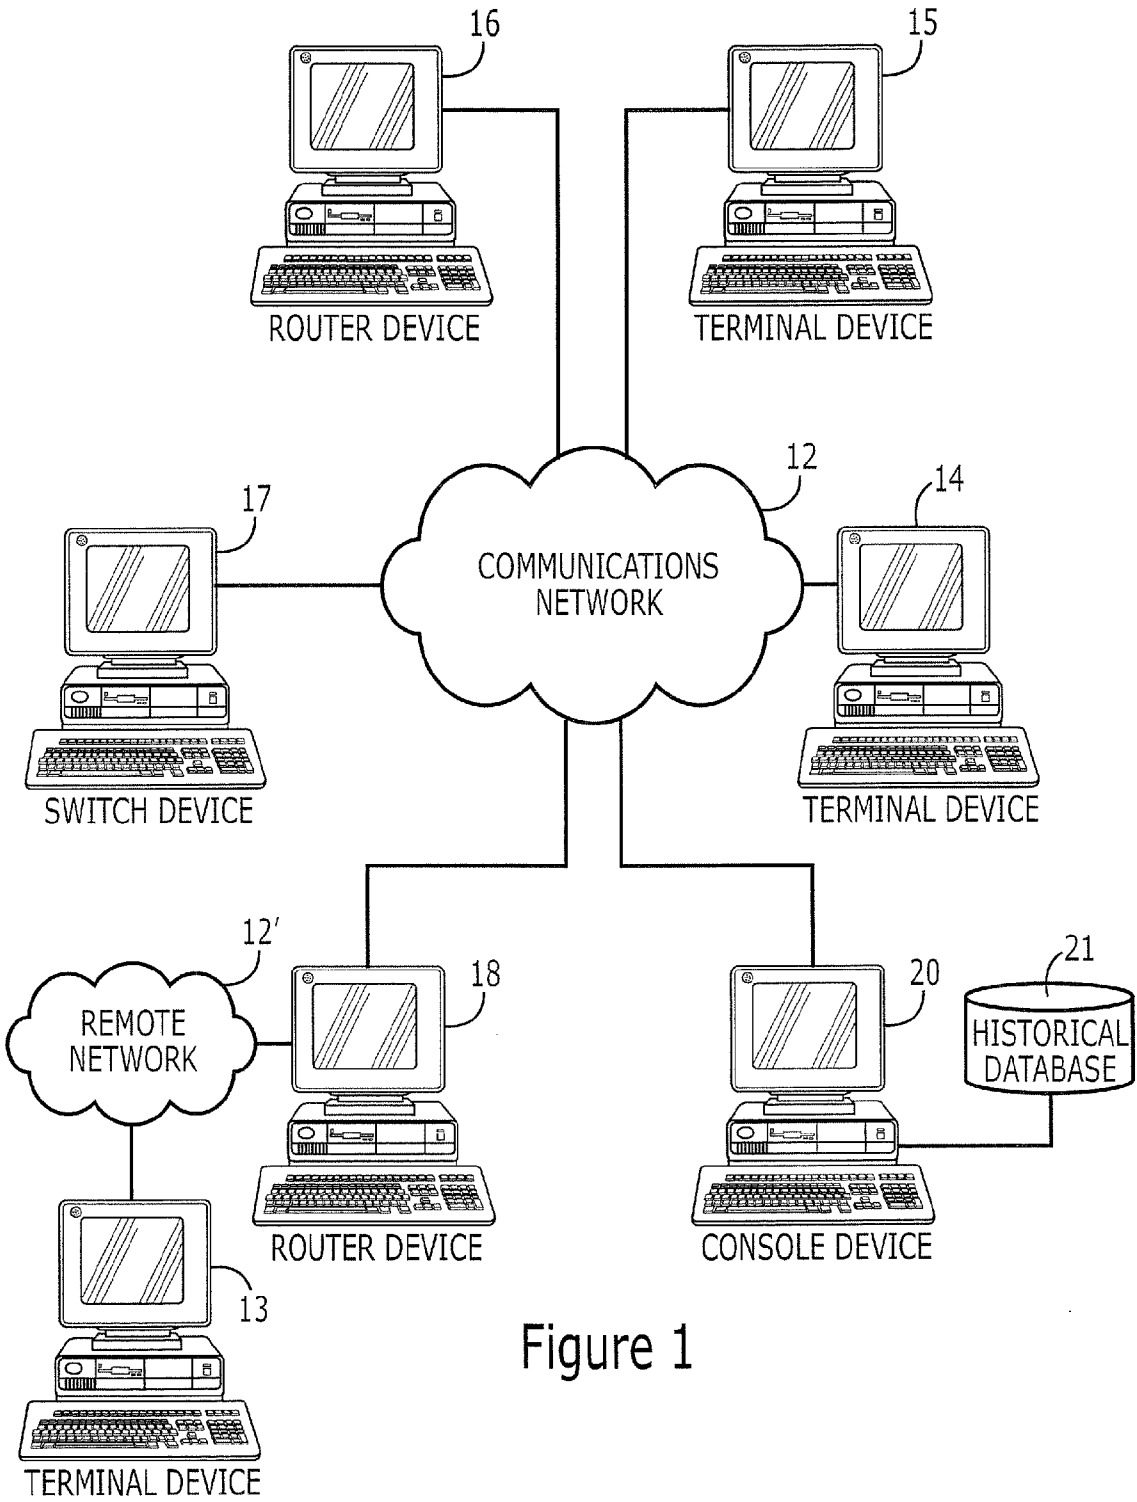 16
15
ROUTER DEVICE
TERMINAL DEVICE
12
14
17
COMMUNICATIONS
NETWORK
SWITCH DEVICE
TERMINAL DEVICE
12'
18
20
21
REMOTE
NETWORK
HISTORICAL
DATABASE
ROUTER DEVICE
CONSOLE DEVICE
13
Figure 1
TERMINAL DEVICE